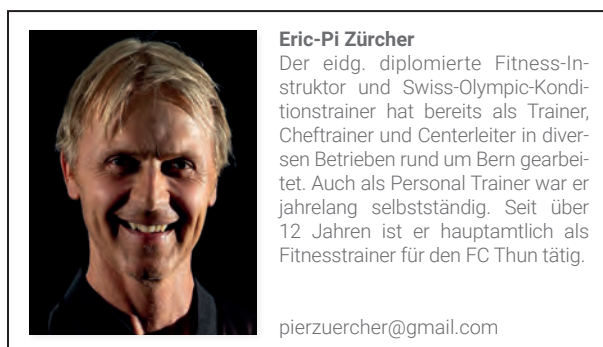 Eric-Pi Zürcher
Der eidg. diplomierte Fitness-In-
struktor und Swiss-Olympic-Kondi-
tionstrainer hat bereits als Trainer,
Cheftrainer und Centerleiter in diver-
sen Betrieben rund um Bern gearbei-
tet. Auch als Personal Trainer war er
jahrelang selbstständig. Seit über
12 Jahren ist er hauptamtlich als
Fitnesstrainer für den FC Thun tätig.
pierzuercher@gmail.com